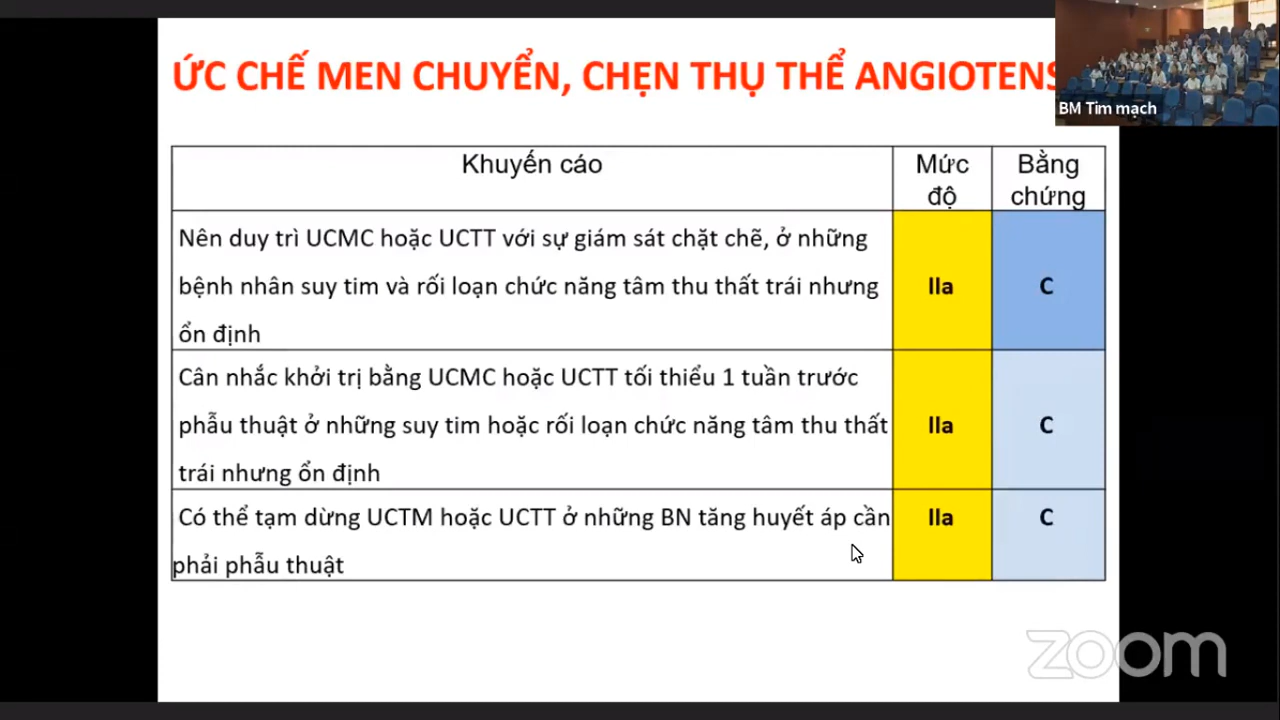 ỨC CHẾ MEN CHUYỂN, CHẸN THỤ THỂ ANGIOTENS
BM Tim mạch
Khuyến cáo
Mức độ
Bằng chứng
Nên duy trì UCMC hoặc UCTT với sự giám sát chặt chẽ, ở những
bệnh nhân suy tim và rối loạn chức năng tâm thu thất trái nhưng
ổn định
IIa
C
Cân nhắc khởi trị bằng UCMC hoặc UCTT tối thiểu 1 tuần trước
phẫu thuật ở những suy tim hoặc rối loạn chức năng tâm thu thất
trái nhưng ổn định
IIa
C
Có thể tạm dừng UCTM hoặc UCTT ở những BN tăng huyết áp cần
phải phẫu thuật
IIa
C
zoom